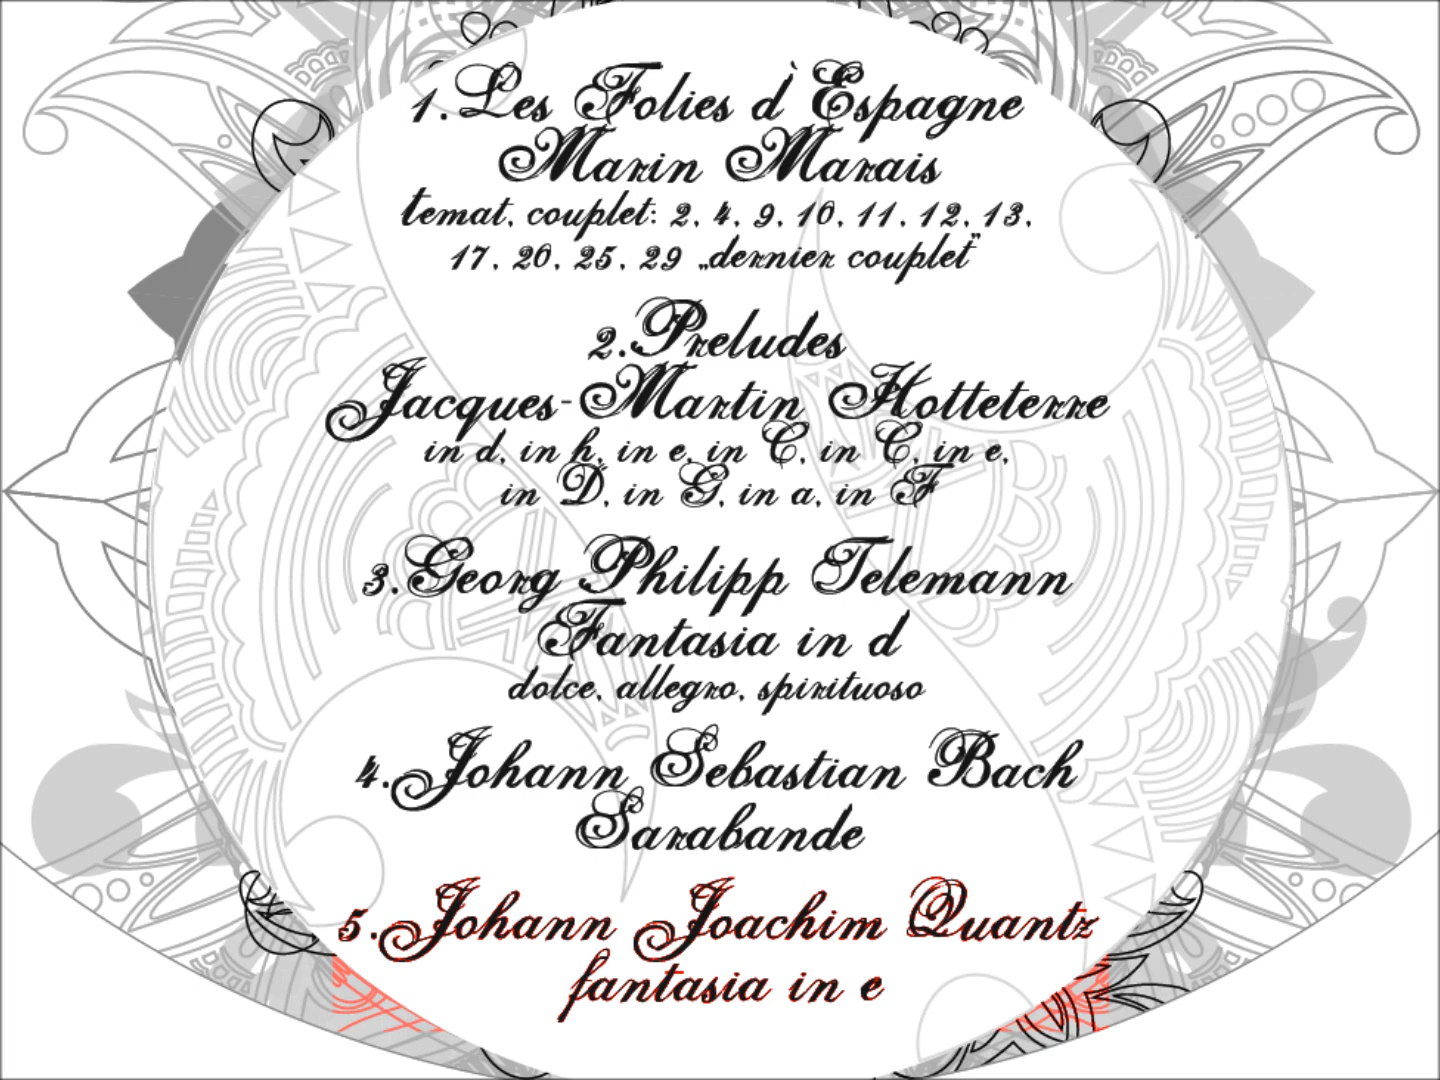 1. Les Folies d`Espagne
Marin Marais
temat, couplet: 2, 4, 9, 10, 11, 12, 13,
17, 20, 25, 29 „dernier couplet”
2. Preludes
Jacques-Martin Hotteterre
in d, in h, in e, in C, in C, in e,
in D, in G, in a, in F
3. Georg Philipp Telemann
Fantasia in d
dolce, allegro, spirituoso
4. Johann Sebastian Bach
Sarabande
5. Johann Joachim Quantz
fantasia in e